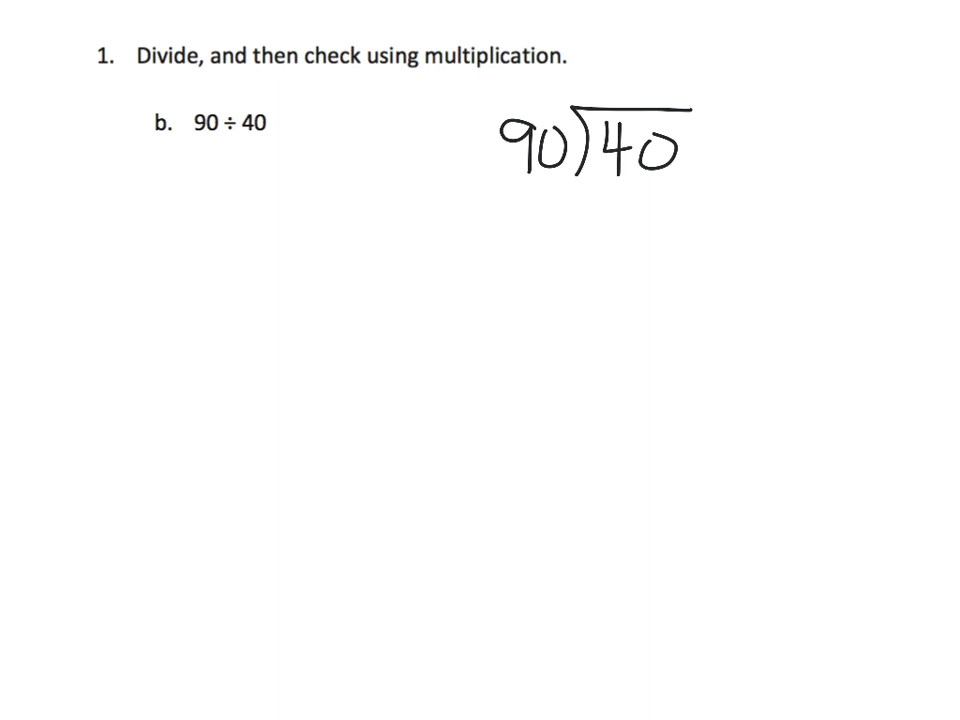 1. Divide, and then check using multiplication.
b. 90 ÷ 40
90)40